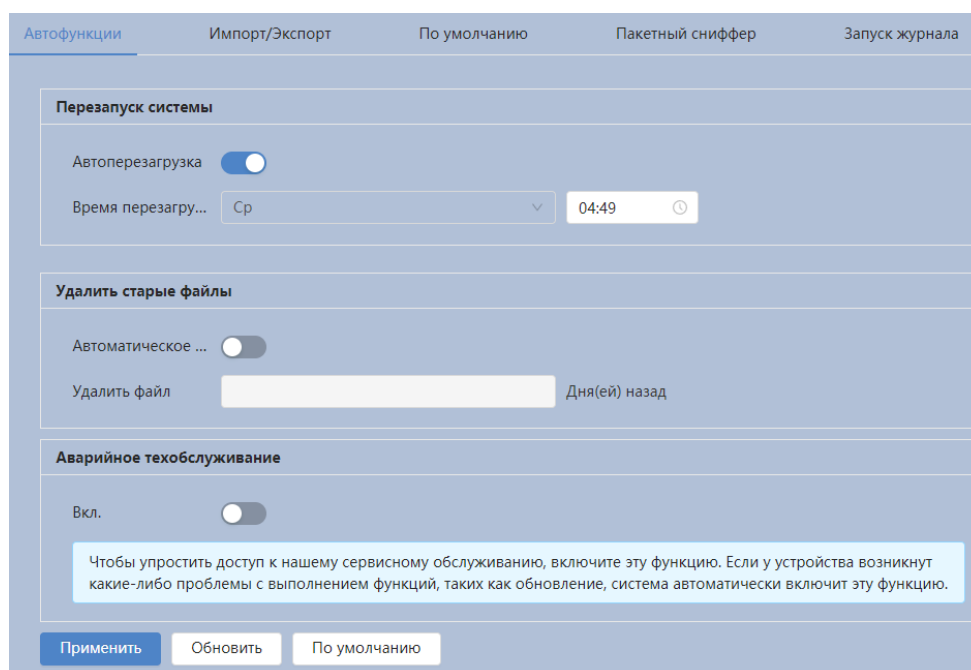 Автофункции Импорт/Экспорт По умолчанию Пакетный сниффер Запуск журнала
Перезапуск системы
Автоперезагрузка
Время перезагру... Ср 04:49
Удалить старые файлы
Автоматическое ...
Удалить файл Дня(ей) назад
Аварийное техобслуживание
Вкл.
Чтобы упростить доступ к нашему сервисному обслуживанию, включите эту функцию. Если у устройства возникнут
какие-либо проблемы с выполнением функций, таких как обновление, система автоматически включит эту функцию.
Применить Обновить По умолчанию